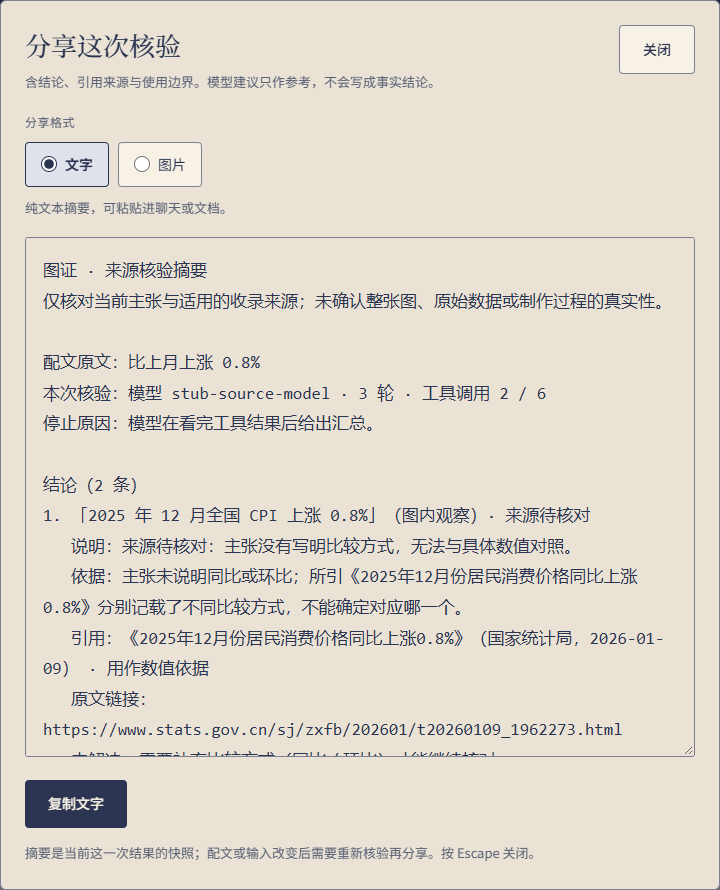 分享这次核验
关闭
含结论、引用来源与使用边界。模型建议只作参考，不会写成事实结论。
分享格式
文字
图片
纯文本摘要，可粘贴进聊天或文档。
图证 · 来源核验摘要
仅核对当前主张与适用的收录来源；未确认整张图、原始数据或制作过程的真实性。
配文原文：比上月上涨 0.8%
本次核验：模型 stub-source-model · 3 轮 · 工具调用 2 / 6
停止原因：模型在看完工具结果后给出汇总。
结论（2 条）
1. 「2025 年 12 月全国 CPI 上涨 0.8%」（图内观察）· 来源待核对
说明：来源待核对：主张没有写明比较方式，无法与具体数值对照。
依据：主张未说明同比或环比；所引《2025年12月份居民消费价格同比上涨
0.8%》分别记载了不同比较方式，不能确定对应哪一个。
引用：《2025年12月份居民消费价格同比上涨0.8%》（国家统计局，2026-01-
09） · 用作数值依据
原文链接：
https://www.stats.gov.cn/sj/zxfb/202601/t20260109_1962273.html
复制文字
摘要是当前这一次结果的快照；配文或输入改变后需要重新核验再分享。按 Escape 关闭。